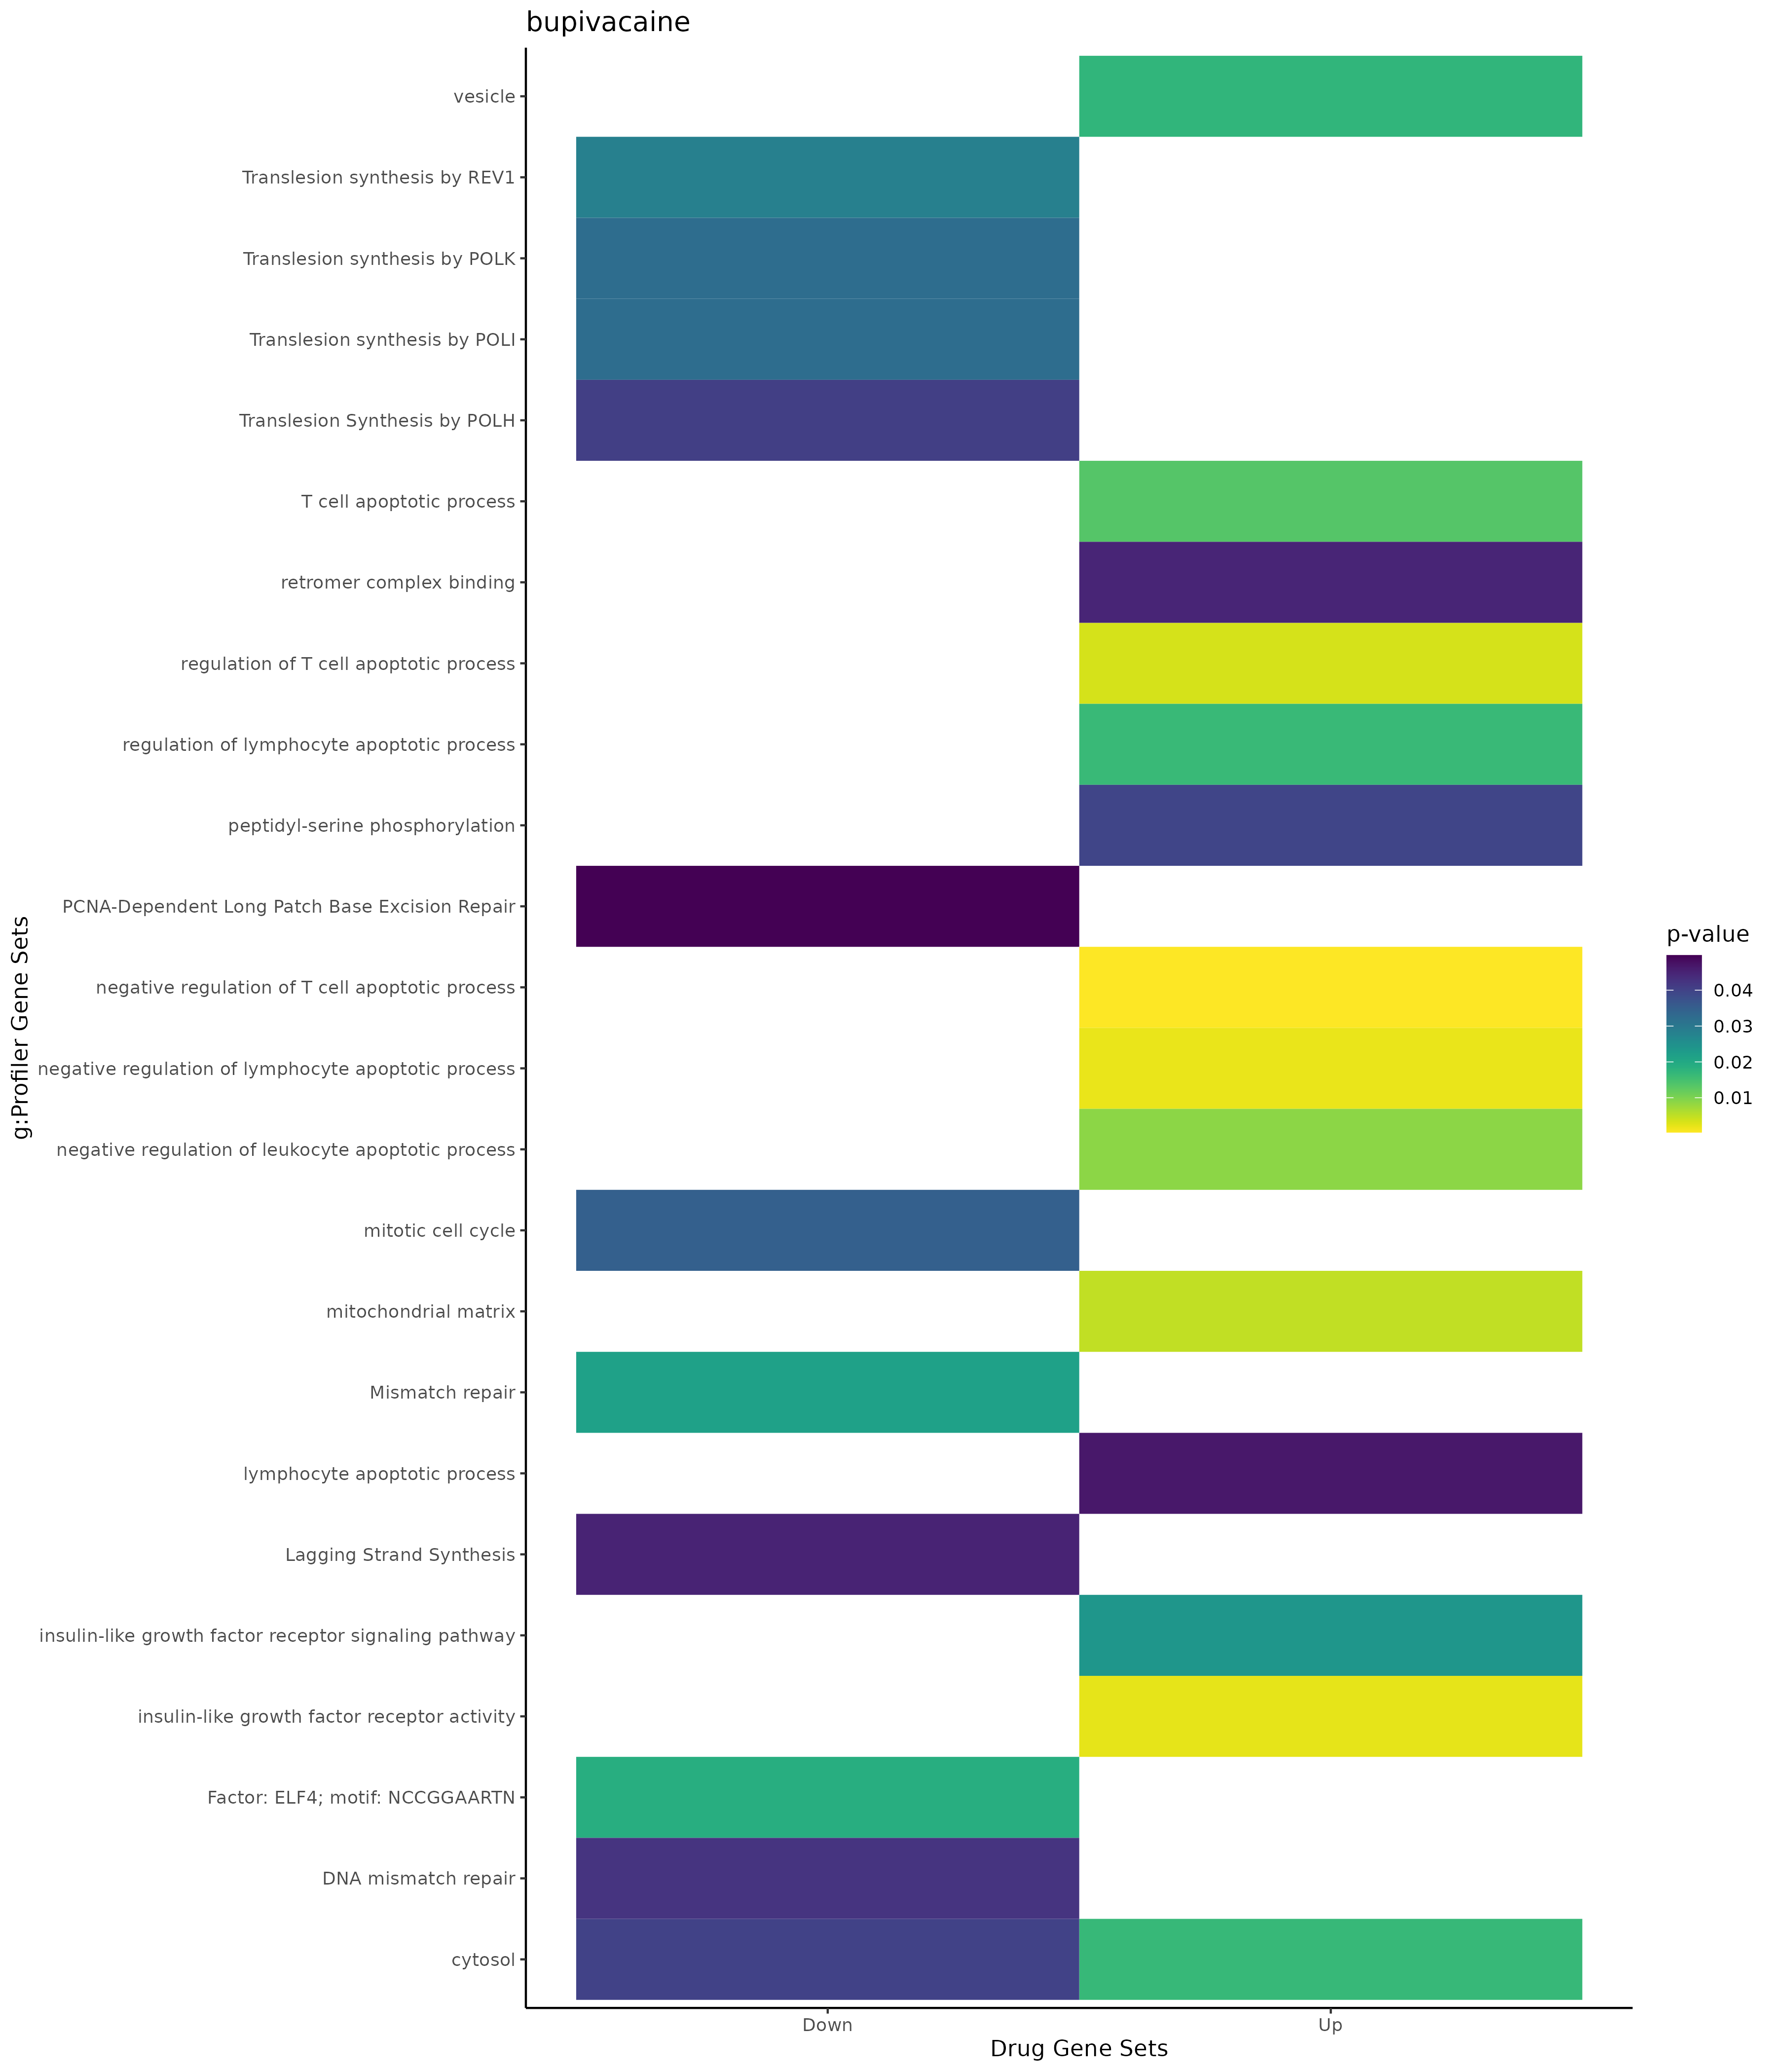 bupivacaine
vesicle
Translesion synthesis by REV1
Translesion synthesis by POLK
Translesion synthesis by POLI
Translesion Synthesis by POLH
T cell apoptotic process
retromer complex binding
regulation of T cell apoptotic process
regulation of lymphocyte apoptotic process
peptidyl-serine phosphorylation
PCNA-Dependent Long Patch Base Excision Repair
negative regulation of T cell apoptotic process
negative regulation of lymphocyte apoptotic process
negative regulation of leukocyte apoptotic process
mitotic cell cycle
mitochondrial matrix
Mismatch repair
lymphocyte apoptotic process
Lagging Strand Synthesis
insulin-like growth factor receptor signaling pathway
insulin-like growth factor receptor activity
Factor: ELF4; motif: NCCGGAARTN
DNA mismatch repair
cytosol
g:Profiler Gene Sets
Down
Up
Drug Gene Sets
p-value
0.04
0.03
0.02
0.01